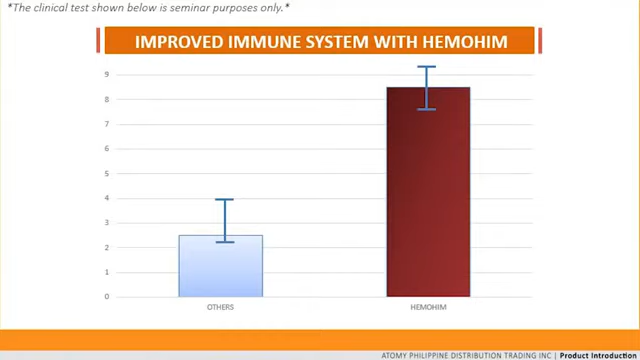 *The clinical test shown below is seminar purposes only.*
IMPROVED IMMUNE SYSTEM WITH HEMOHIM
9
8
7
6
5
4
3
2
1
0
OTHERS
HEMOHIM
ATOMY PHILIPPINE DISTRIBUTION TRADING INC | Product Introduction